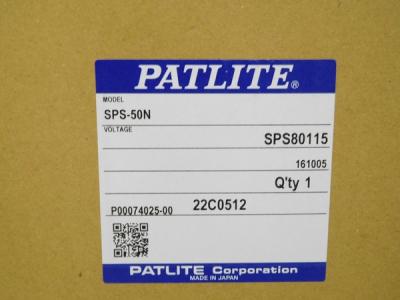 PATLITE®
MODEL
SPS-50N
VOLTAGE
SPS80115
161005
Q'ty 1
P00074025-00 22C0512
PATLITE Corporation
MADE IN JAPAN